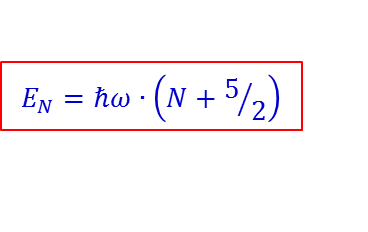 E_N = ħω · (N + 5/2)